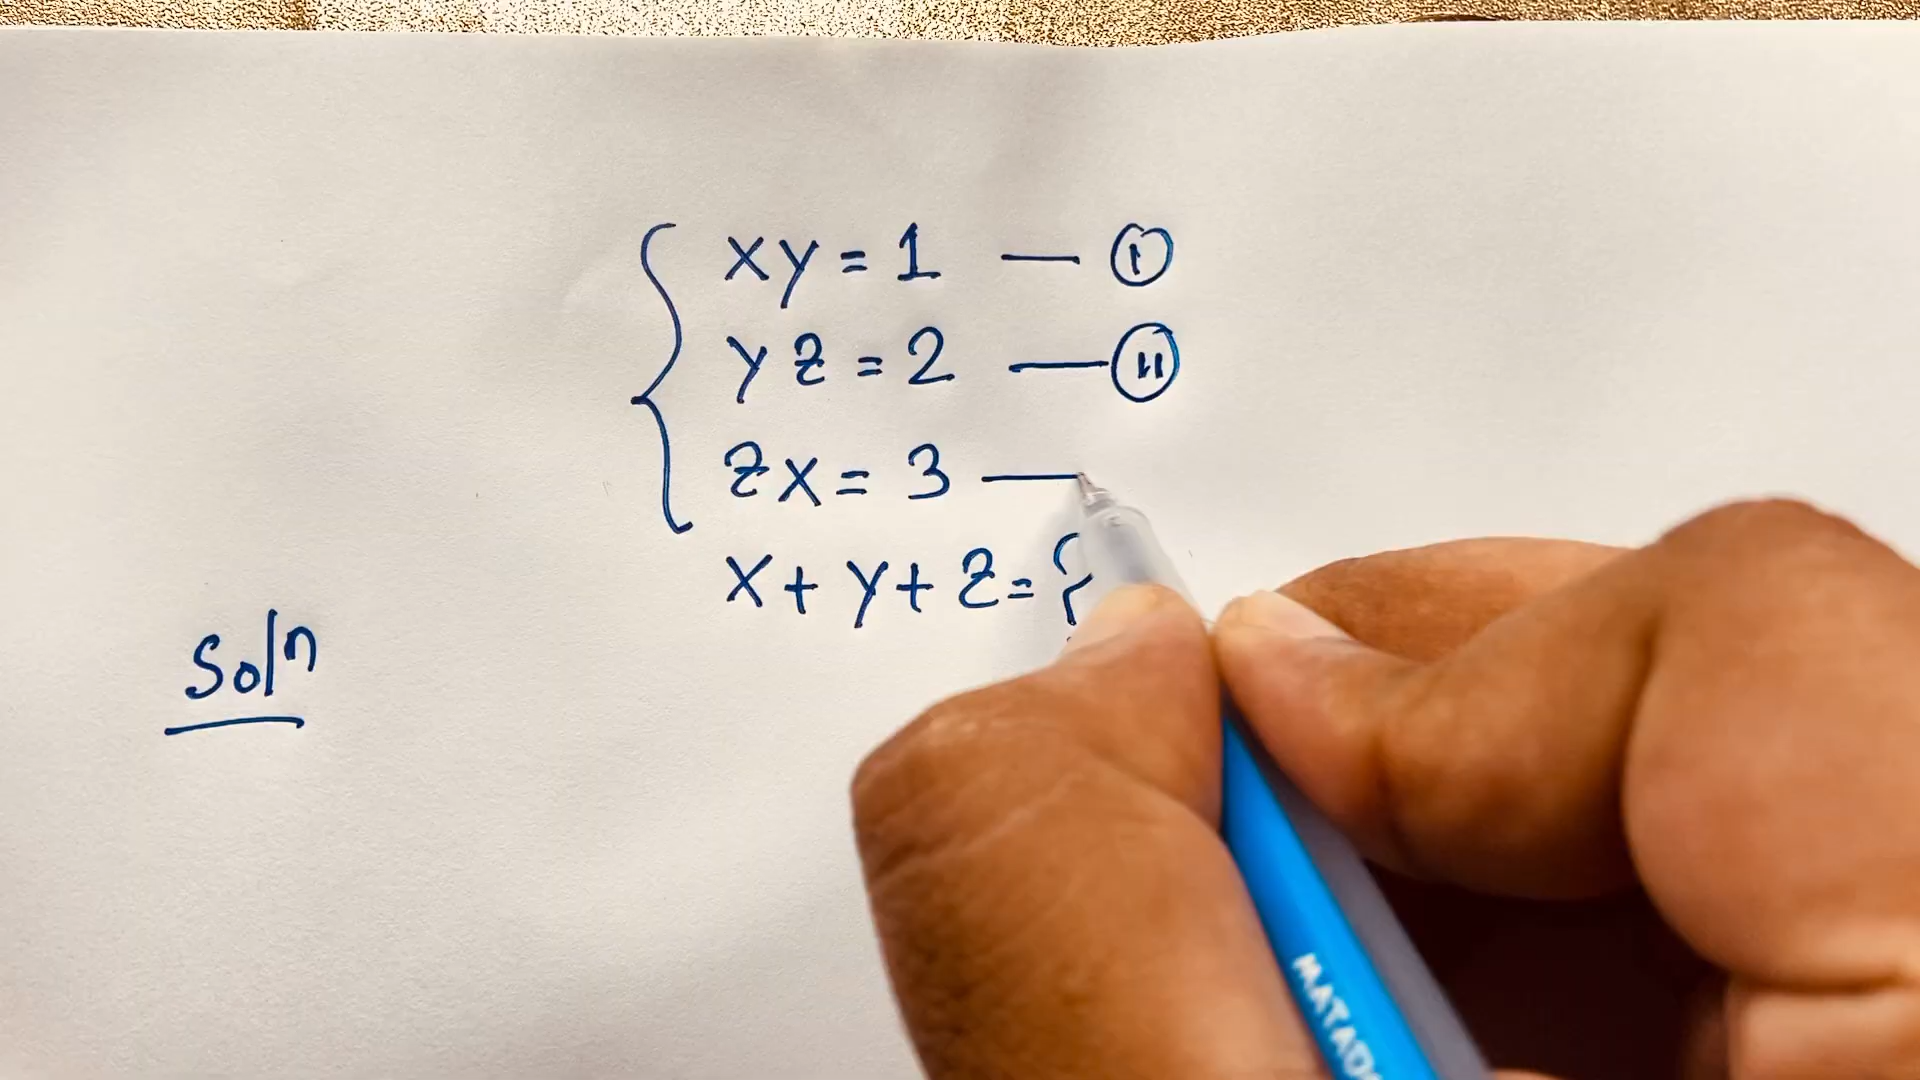 xy = 1 — (I)
yz = 2 — (II)
zx = 3 —
x + y + z = ?
Soln